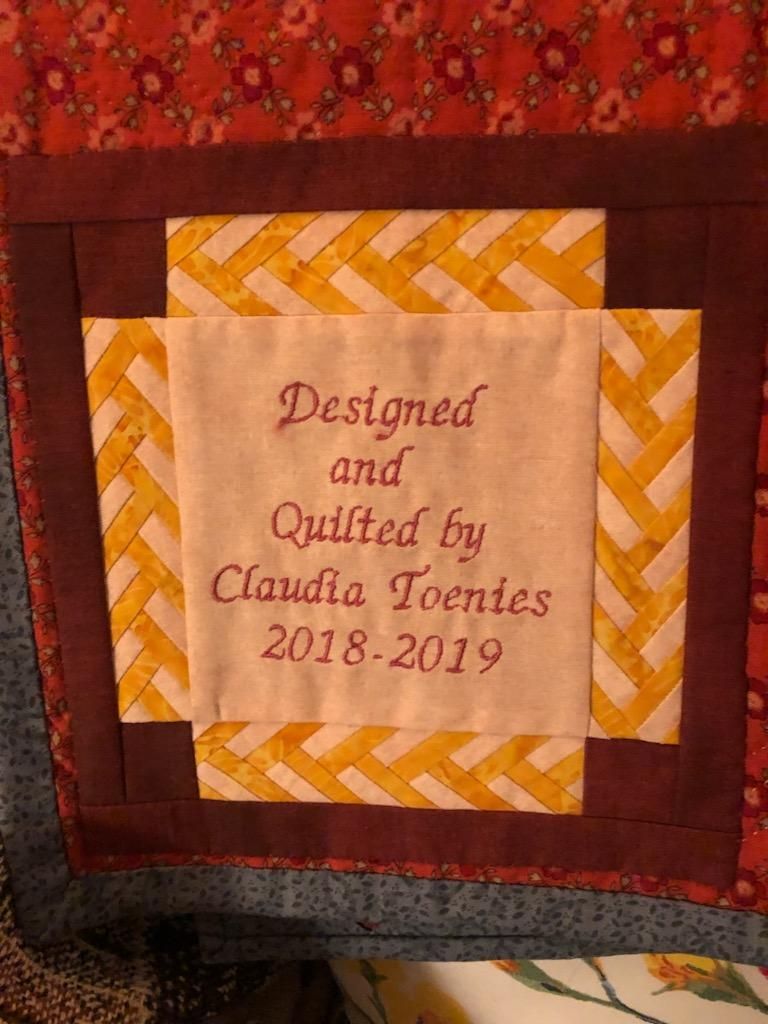 Designed
and
Quilted by
Claudia Toenies
2018-2019